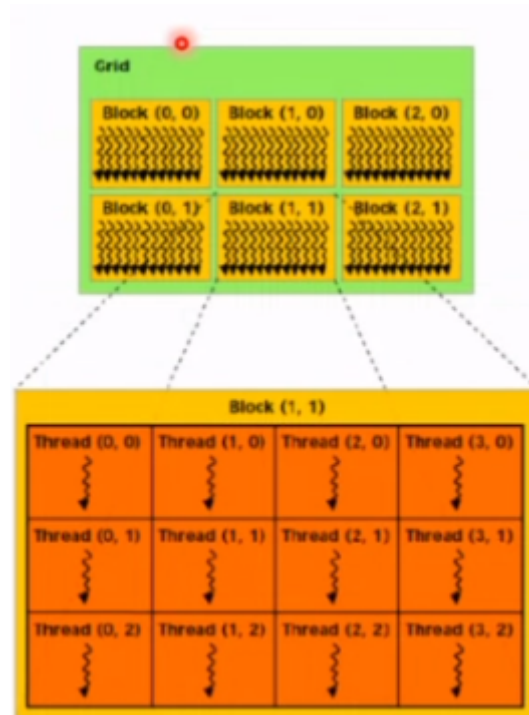 Grid
Block (0, 0) Block (1, 0) Block (2, 0)
Block (0, 1) Block (1, 1) Block (2, 1)
Block (1, 1)
Thread (0, 0) Thread (1, 0) Thread (2, 0) Thread (3, 0)
Thread (0, 1) Thread (1, 1) Thread (2, 1) Thread (3, 1)
Thread (0, 2) Thread (1, 2) Thread (2, 2) Thread (3, 2)